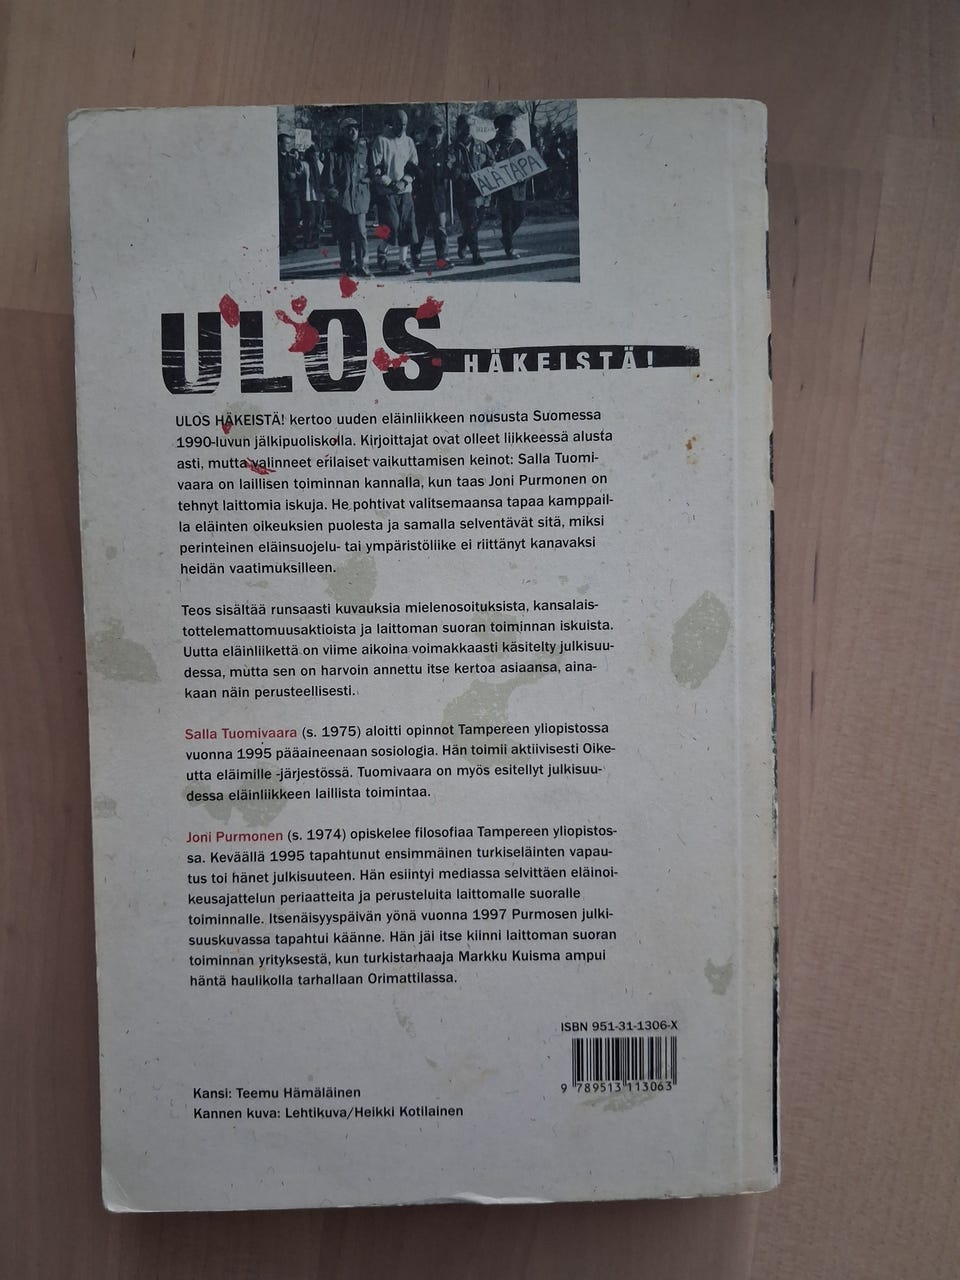 ÄLÄ TAPA
ULOS HÄKEISTÄ!
ULOS HÄKEISTÄ! kertoo uuden eläinliikkeen noususta Suomessa
1990-luvun jälkipuoliskolla. Kirjoittajat ovat olleet liikkeessä alusta
asti, mutta valinneet erilaiset vaikuttamisen keinot: Salla Tuomi-
vaara on laillisen toiminnan kannalla, kun taas Joni Purmonen on
tehnyt laittomia iskuja. He pohtivat valitsemaansa tapaa kamppail-
la eläinten oikeuksien puolesta ja samalla selventävät sitä, miksi
perinteinen eläinsuojelu- tai ympäristöliike ei riittänyt kanavaksi
heidän vaatimuksilleen.
Teos sisältää runsaasti kuvauksia mielenosoituksista, kansalais-
tottelemattomuusaktioista ja laittoman suoran toiminnan iskuista.
Uutta eläinliikettä on viime aikoina voimakkaasti käsitelty julkisuu-
dessa, mutta sen on harvoin annettu itse kertoa asiaansa, aina-
kaan näin perusteellisesti.
Salla Tuomivaara (s. 1975) aloitti opinnot Tampereen yliopistossa
vuonna 1995 pääaineenaan sosiologia. Hän toimii aktiivisesti Oike-
utta eläimille -järjestössä. Tuomivaara on myös esitellyt julkisuu-
dessa eläinliikkeen laillista toimintaa.
Joni Purmonen (s. 1974) opiskelee filosofiaa Tampereen yliopistos-
sa. Keväällä 1995 tapahtunut ensimmäinen turkiseläinten vapau-
tus toi hänet julkisuuteen. Hän esiintyi mediassa selvittäen eläinoi-
keusajattelun periaatteita ja perusteluita laittomalle suoralle
toiminnalle. Itsenäisyyspäivän yönä vuonna 1997 Purmosen julki-
suuskuvassa tapahtui käänne. Hän jäi itse kiinni laittoman suoran
toiminnan yrityksestä, kun turkistarhaaja Markku Kuisma ampui
häntä haulikolla tarhallaan Orimattilassa.
ISBN 951-31-1306-X
9 789513 113063
Kansi: Teemu Hämäläinen
Kannen kuva: Lehtikuva/Heikki Kotilainen